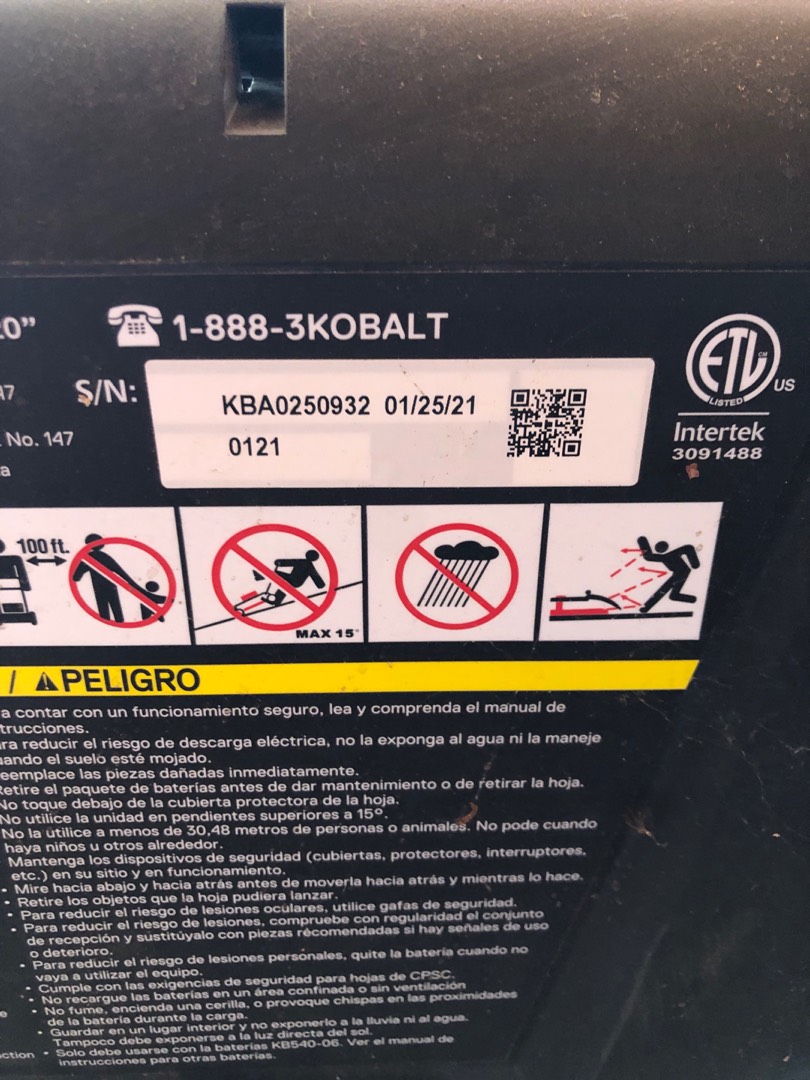 0”
1-888-3KOBALT
S/N:
KBA0250932 01/25/21
0121
ETL
CM
LISTED
US
Intertek
3091488
No. 147
a
100 ft.
MAX 15°
/ ⚠PELIGRO
a contar con un funcionamiento seguro, lea y comprenda el manual de
trucciones.
ra reducir el riesgo de descarga eléctrica, no la exponga al agua ni la maneje
uando el suelo esté mojado.
eemplace las piezas dañadas inmediatamente.
Retire el paquete de baterías antes de dar mantenimiento o de retirar la hoja.
No toque debajo de la cubierta protectora de la hoja.
No utilice la unidad en pendientes superiores a 15º.
No la utilice a menos de 30,48 metros de personas o animales. No pueda cuando
haya niños u otros alrededor.
Mantenga los dispositivos de seguridad (cubiertas, protectores, interruptores,
etc.) en su sitio y en funcionamiento.
• Mire hacia abajo y hacia atrás antes de moverla hacia atrás y mientras lo hace.
• Retire los objetos que la hoja pudiera lanzar.
• Para reducir el riesgo de lesiones oculares, utilice gafas de seguridad.
• Para reducir el riesgo de lesiones, compruebe con regularidad el conjunto
de recepción y sustitúyalo con piezas recomendadas si hay señales de uso
o deterioro.
• Para reducir el riesgo de lesiones personales, quite la batería cuando no
vaya a utilizar el equipo.
• Cumple con las exigencias de seguridad para hojas de CPSC.
• No recargue las baterías en un área confinada o sin ventilación
• No fume, encienda una cerilla, o provoque chispas en las proximidades
de la batería durante la carga.
• Guardar en un lugar interior y no exponerlo a la lluvia ni al agua.
Tampoco debe exponerse a la luz directa del sol.
ction • Solo debe usarse con la baterías KB540-06. Ver el manual de
instrucciones para otras baterías.